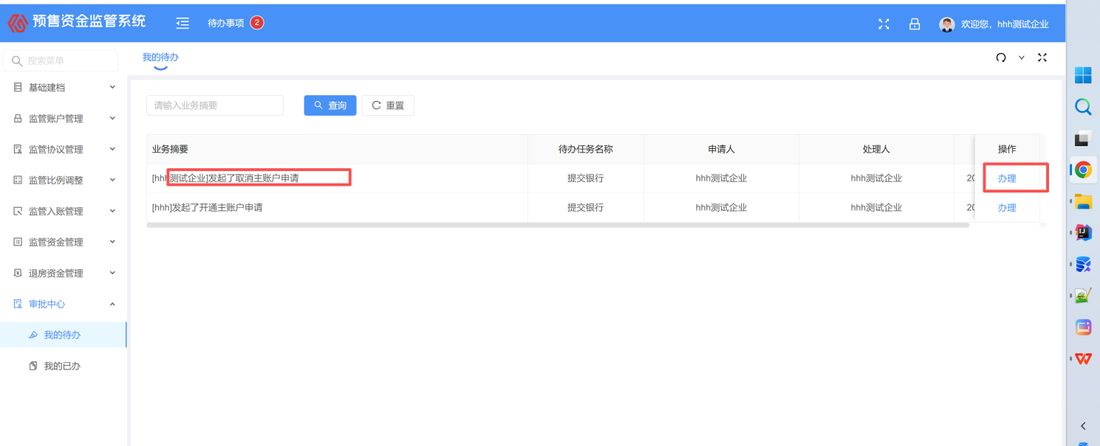 预售资金监管系统
待办事项 2
欢迎您，hhh测试企业
搜索菜单
我的待办
基础建档
监管账户管理
监管协议管理
监管比例调整
监管入账管理
监管资金管理
退房资金管理
审批中心
我的待办
我的已办
请输入业务摘要 查询 重置
业务摘要 待办任务名称 申请人 处理人 操作
[hhh测试企业]发起了取消主账户申请 提交银行 hhh测试企业 hhh测试企业 20 办理
[hhh]发起了开通主账户申请 提交银行 hhh测试企业 hhh测试企业 20 办理